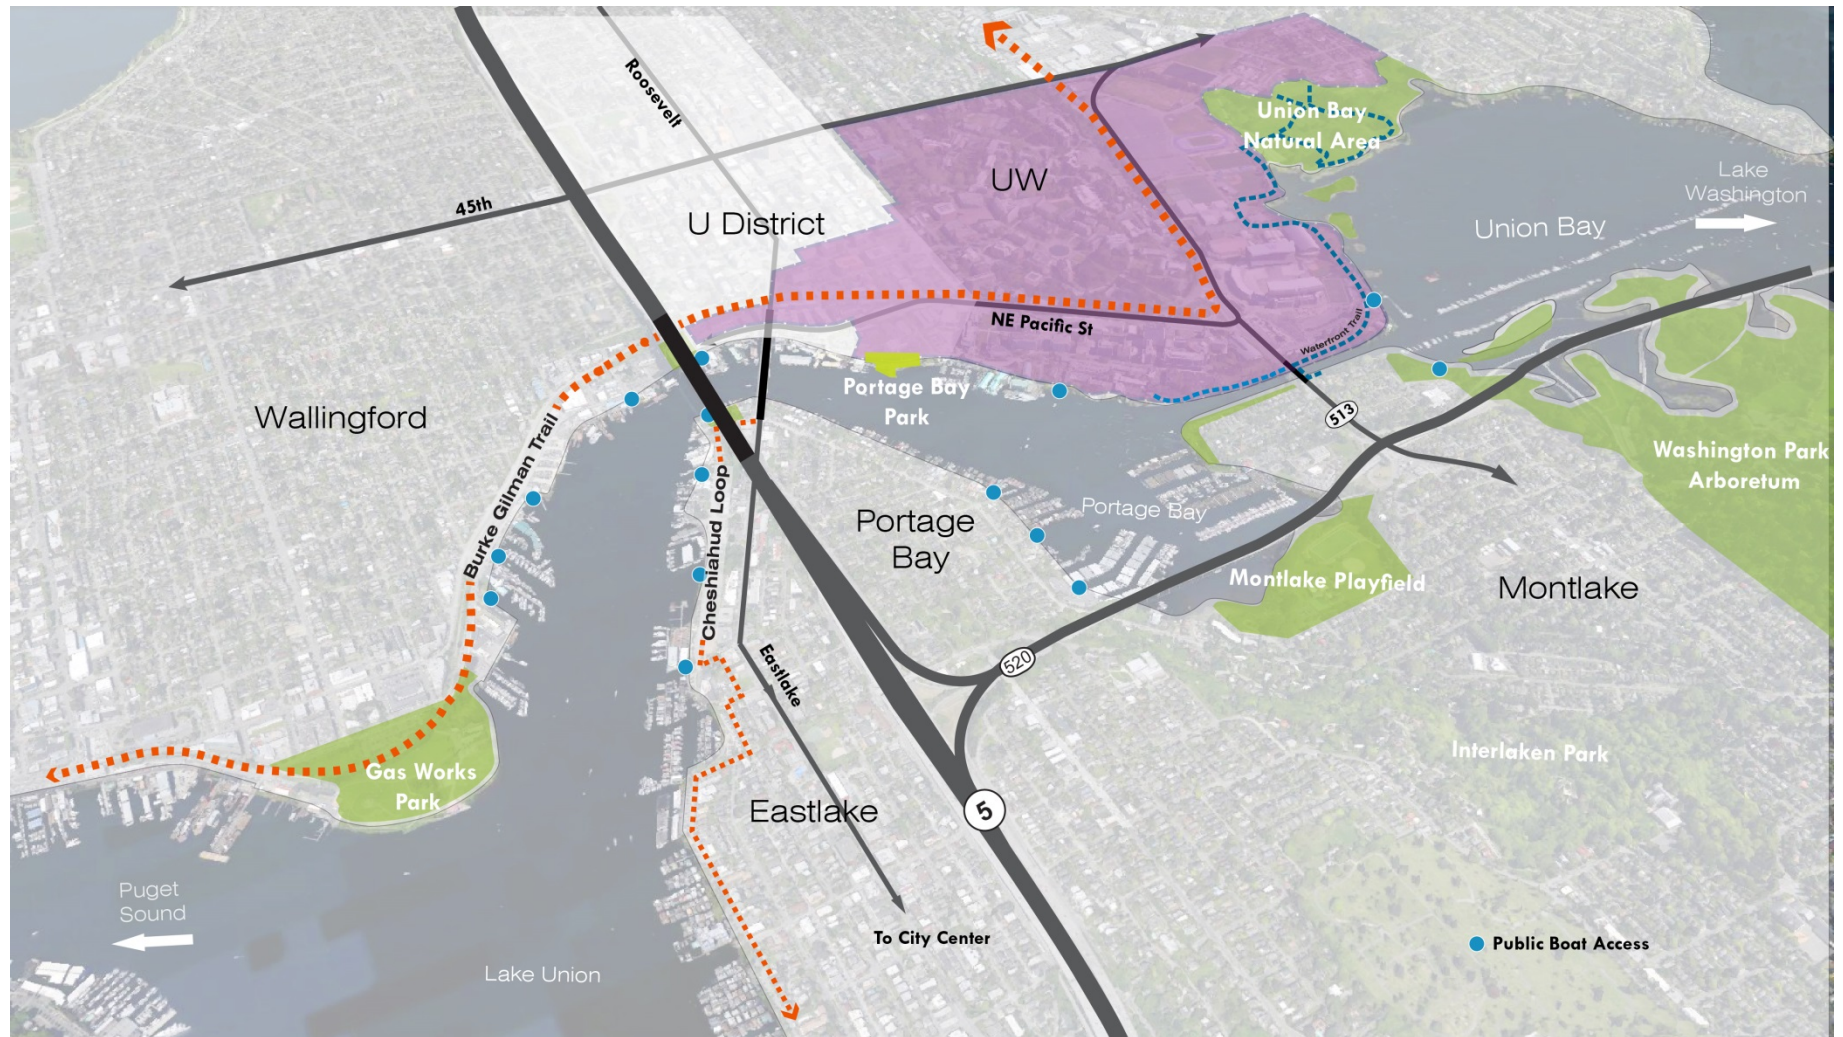 Roosevelt
Union Bay
Natural Area
Lake
Washington
UW
45th
U District
Union Bay
NE Pacific St
Waterfront Trail
Portage Bay
Park
Wallingford
513
Burke Gilman Trail
Washington Park
Arboretum
Cheshiahud Loop
Portage
Bay
Portage Bay
Montlake Playfield
Montlake
520
Eastlake
Interlaken Park
Gas Works
Park
Eastlake
5
Puget
Sound
To City Center
Public Boat Access
Lake Union